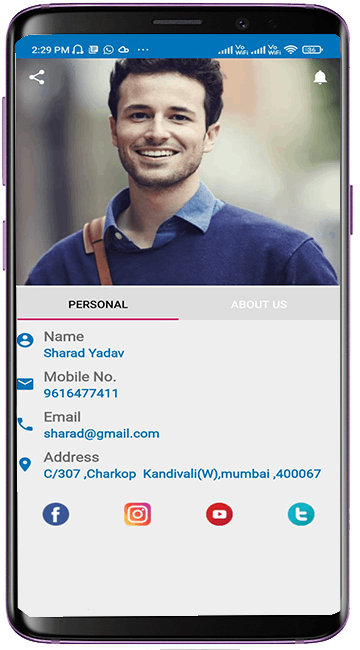 2:29 PM ...
Vo WiFi Vo WiFi
PERSONAL ABOUT US
Name
Sharad Yadav
Mobile No.
9616477411
Email
sharad@gmail.com
Address
C/307 ,Charkop Kandivali(W),mumbai ,400067